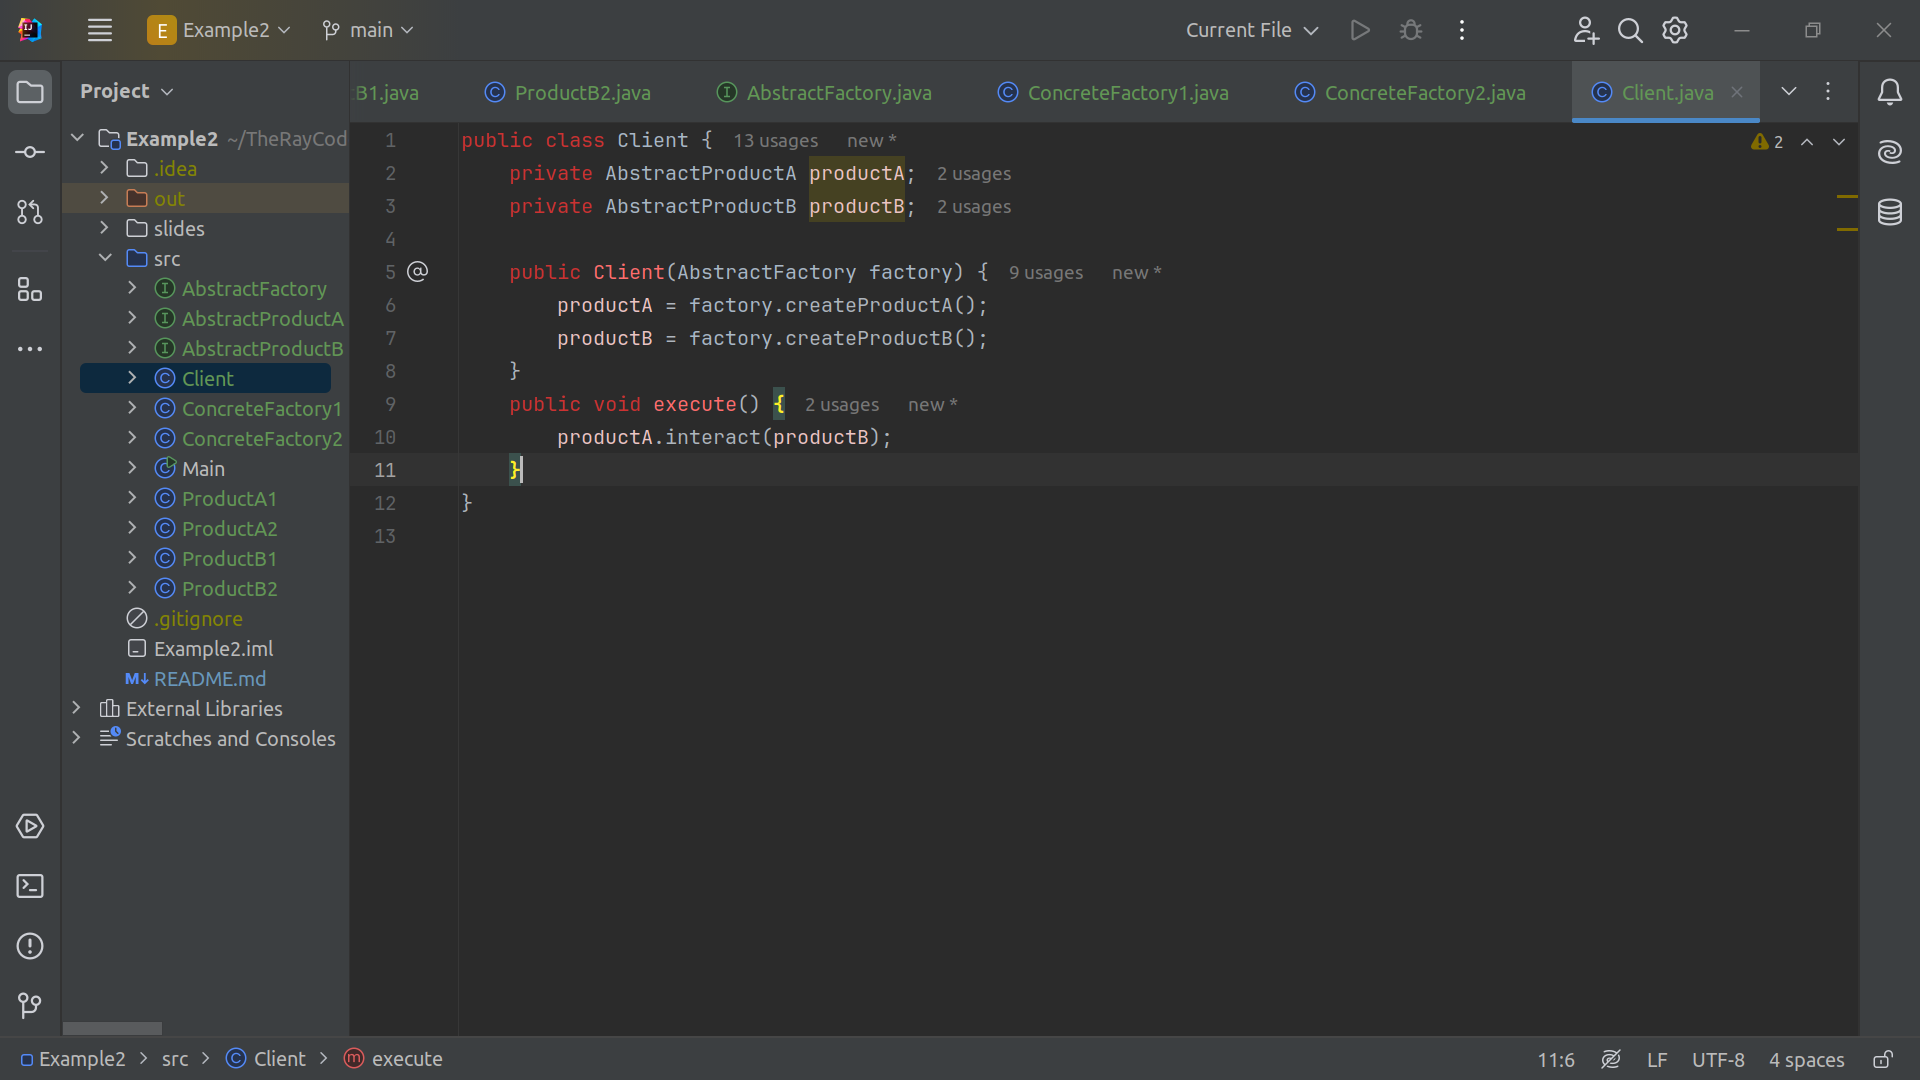 E Example2 main Current File
Project
B1.java ProductB2.java AbstractFactory.java ConcreteFactory1.java ConcreteFactory2.java Client.java
Example2 ~/TheRayCod
.idea
out
slides
src
AbstractFactory
AbstractProductA
AbstractProductB
Client
ConcreteFactory1
ConcreteFactory2
Main
ProductA1
ProductA2
ProductB1
ProductB2
.gitignore
Example2.iml
M↓ README.md
External Libraries
Scratches and Consoles
1 public class Client { 13 usages new *
2 private AbstractProductA productA; 2 usages
3 private AbstractProductB productB; 2 usages
4
5 @ public Client(AbstractFactory factory) { 9 usages new *
6 productA = factory.createProductA();
7 productB = factory.createProductB();
8 }
9 public void execute() { 2 usages new *
10 productA.interact(productB);
11 }
12 }
13
2
Example2 > src > Client > execute
11:6 LF UTF-8 4 spaces